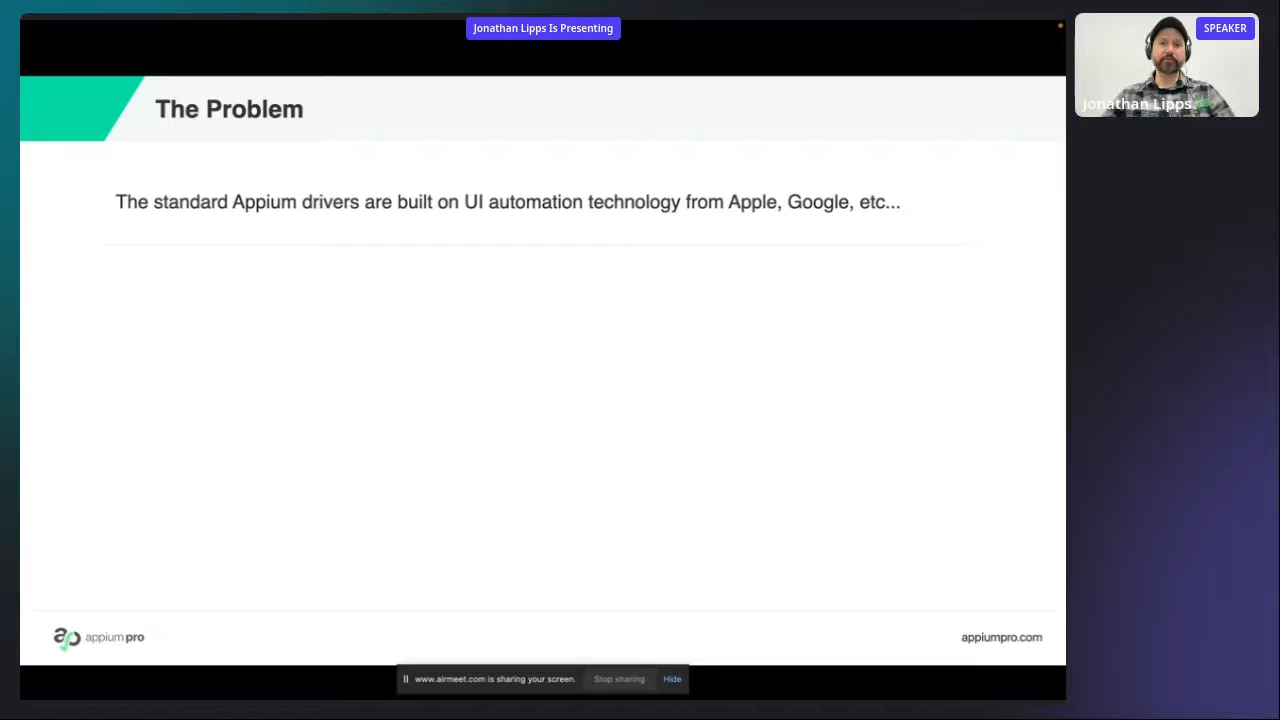 Jonathan Lipps Is Presenting
SPEAKER
Jonathan Lipps
The Problem
The standard Appium drivers are built on UI automation technology from Apple, Google, etc...
appium pro
appiumpro.com
www.airmeet.com is sharing your screen.
Stop sharing
Hide